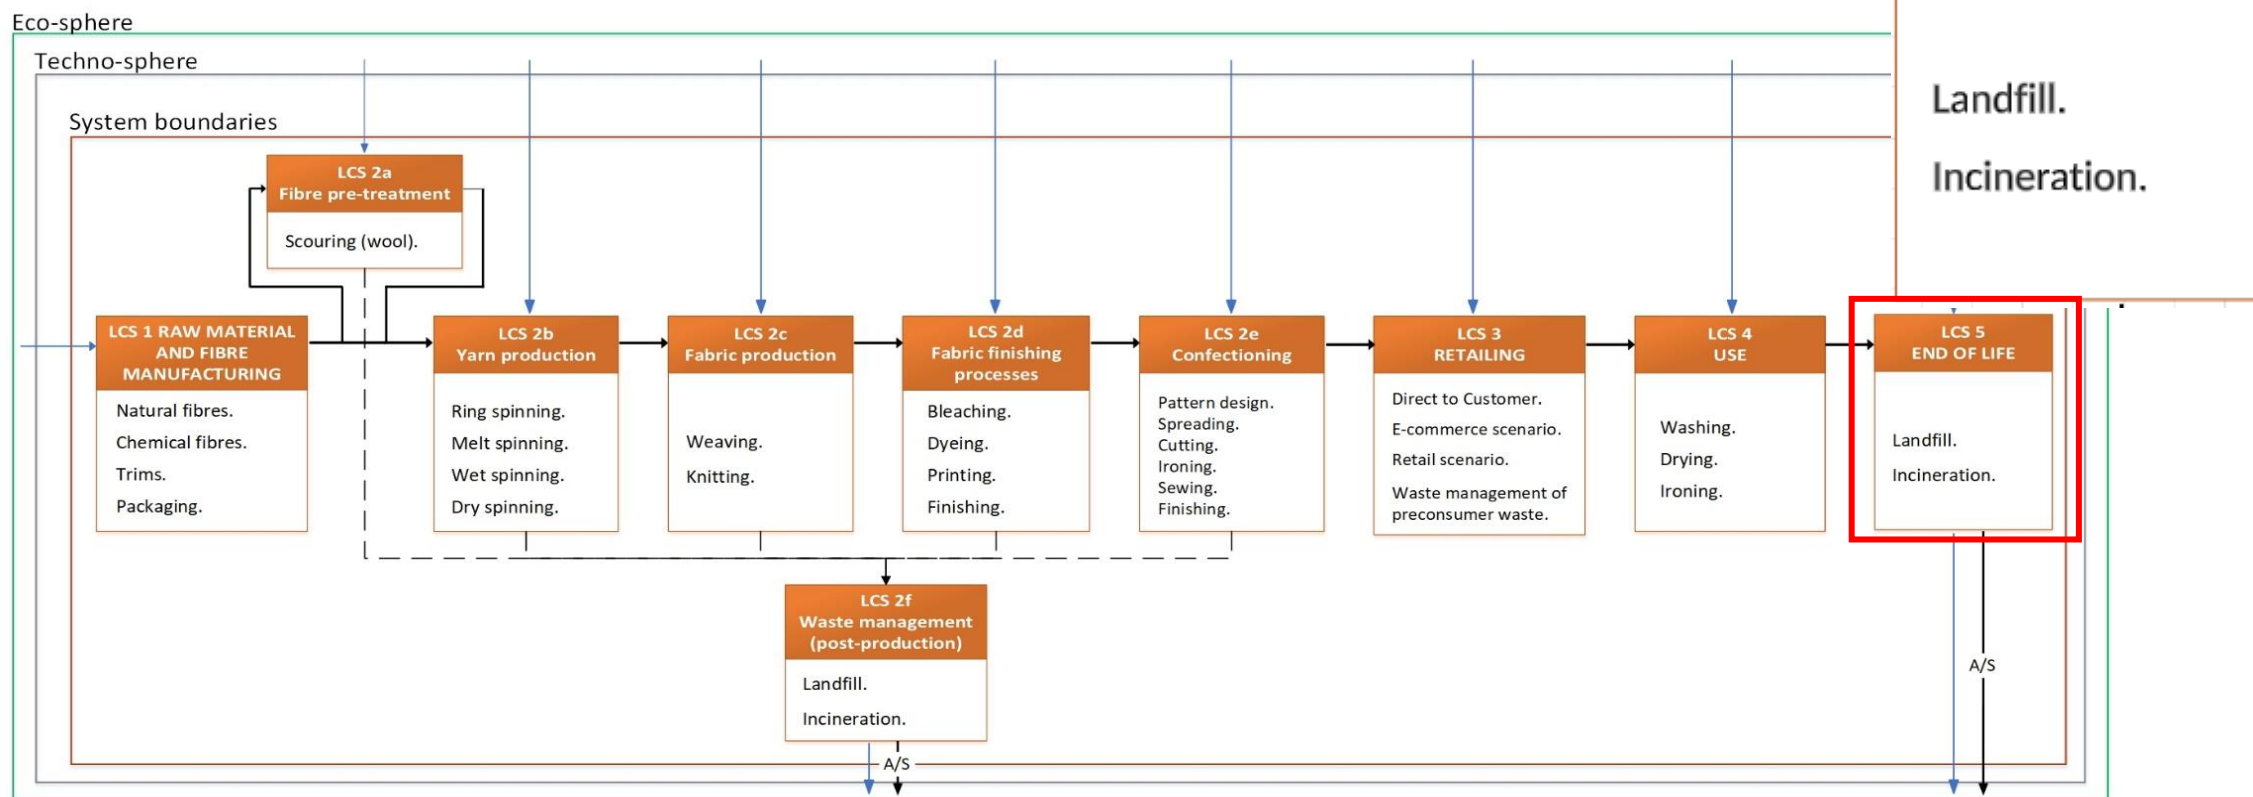 Eco-sphere
Techno-sphere
System boundaries
Landfill.
Incineration.
LCS 2a
Fibre pre-treatment
Scouring (wool).
LCS 1 RAW MATERIAL
AND FIBRE
MANUFACTURING
Natural fibres.
Chemical fibres.
Trims.
Packaging.
LCS 2b
Yarn production
Ring spinning.
Melt spinning.
Wet spinning.
Dry spinning.
LCS 2c
Fabric production
Weaving.
Knitting.
LCS 2d
Fabric finishing
processes
Bleaching.
Dyeing.
Printing.
Finishing.
LCS 2e
Confectioning
Pattern design.
Spreading.
Cutting.
Ironing.
Sewing.
Finishing.
LCS 3
RETAILING
Direct to Customer.
E-commerce scenario.
Retail scenario.
Waste management of
preconsumer waste.
LCS 4
USE
Washing.
Drying.
Ironing.
LCS 5
END OF LIFE
Landfill.
Incineration.
LCS 2f
Waste management
(post-production)
Landfill.
Incineration.
A/S
A/S